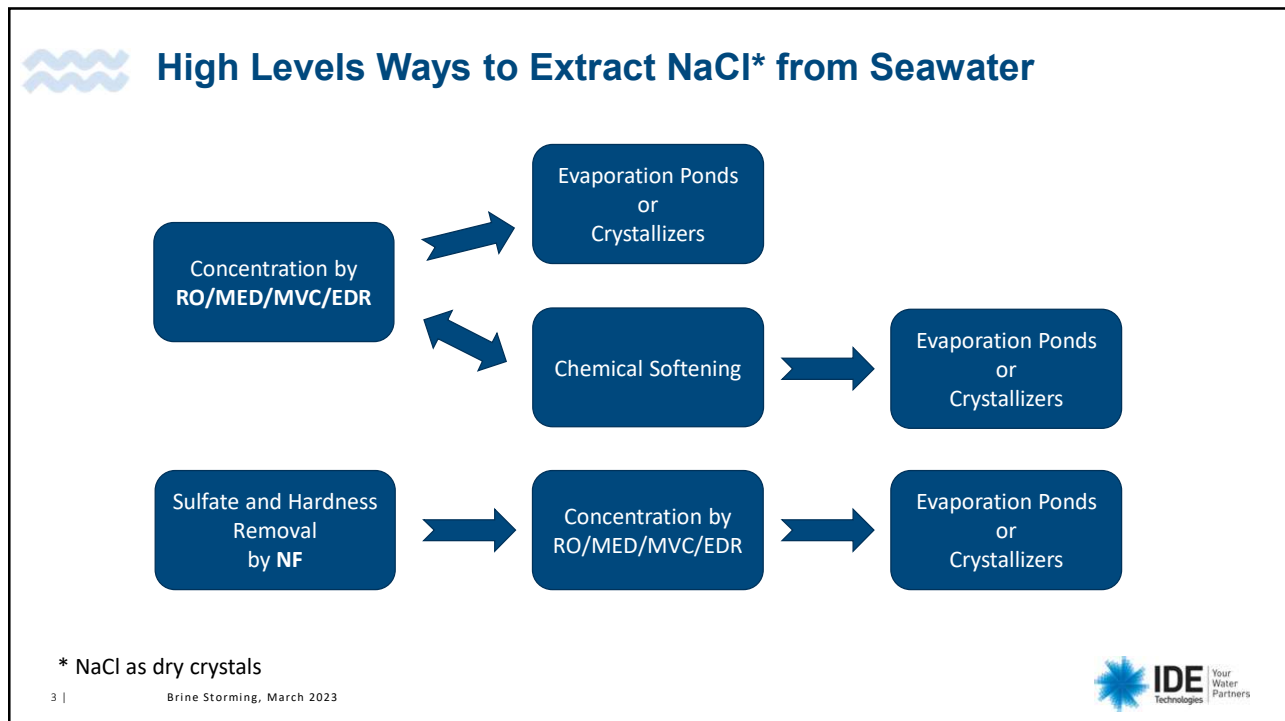 High Levels Ways to Extract NaCl* from Seawater
Concentration by
RO/MED/MVC/EDR
Evaporation Ponds
or
Crystallizers
Chemical Softening
Evaporation Ponds
or
Crystallizers
Sulfate and Hardness
Removal
by NF
Concentration by
RO/MED/MVC/EDR
Evaporation Ponds
or
Crystallizers
* NaCl as dry crystals
3 |
Brine Storming, March 2023
IDE
Technologies
Your
Water
Partners